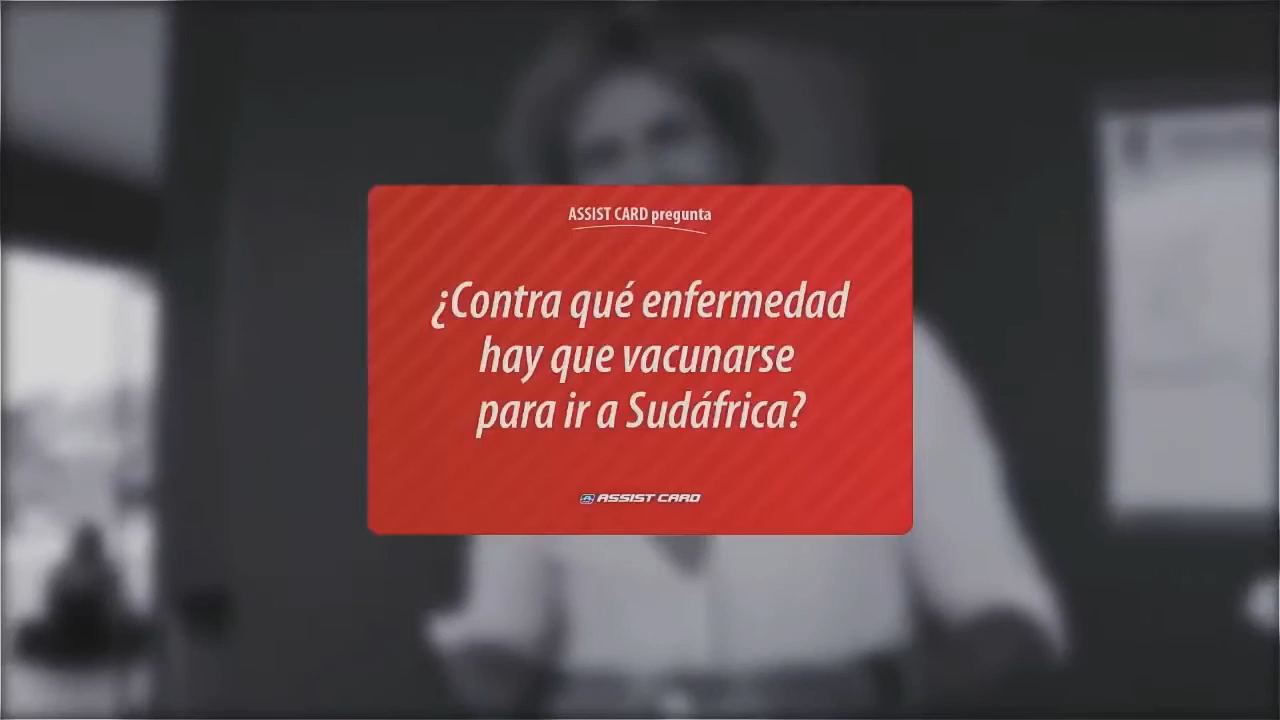 ASSIST CARD pregunta
¿Contra qué enfermedad
hay que vacunarse
para ir a Sudáfrica?
ASSIST CARD